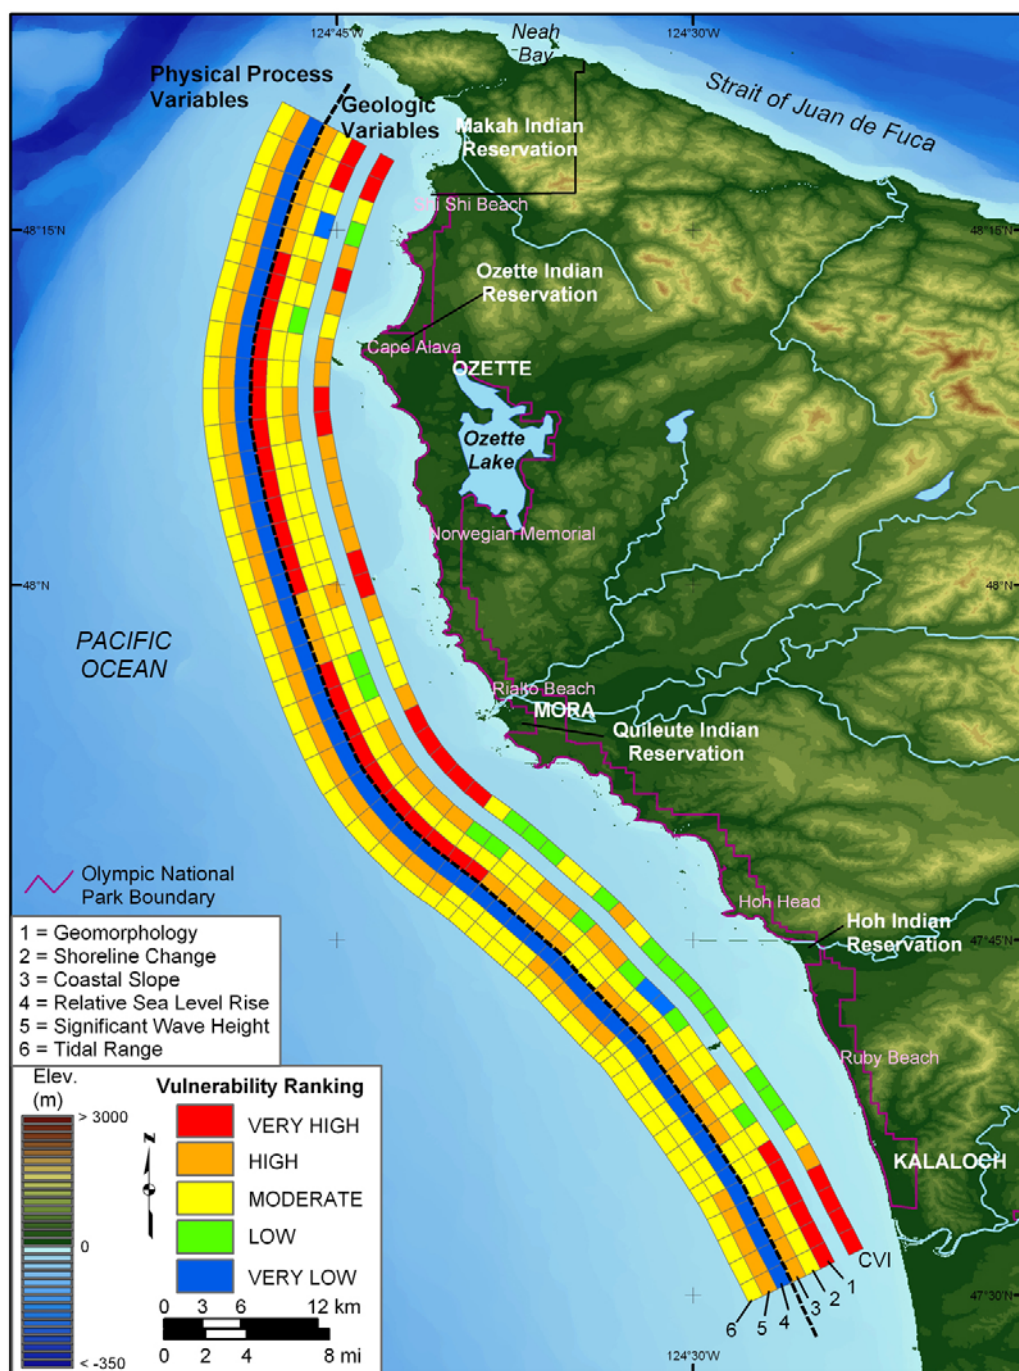 124°45'W
124°30'W
Neah
Bay
Strait of Juan de Fuca
Physical Process
Variables
Geologic
Variables
Makah Indian
Reservation
Shi Shi Beach
48°15'N
48°15'N
Ozette Indian
Reservation
Cape Alava
OZETTE
Ozette
Lake
Norwegian Memorial
48°N
48°N
PACIFIC
OCEAN
Rialto Beach
MORA
Quileute Indian
Reservation
Olympic National
Park Boundary
Hoh Head
Hoh Indian
Reservation
47°45'N
1 = Geomorphology
2 = Shoreline Change
3 = Coastal Slope
4 = Relative Sea Level Rise
5 = Significant Wave Height
6 = Tidal Range
Ruby Beach
KALALOCH
Elev.
(m)
> 3000
0
< -350
N
Vulnerability Ranking
VERY HIGH
HIGH
MODERATE
LOW
VERY LOW
0 3 6 12 km
0 2 4 8 mi
CVI
1
2
3
4
5
6
47°30'N
124°30'W